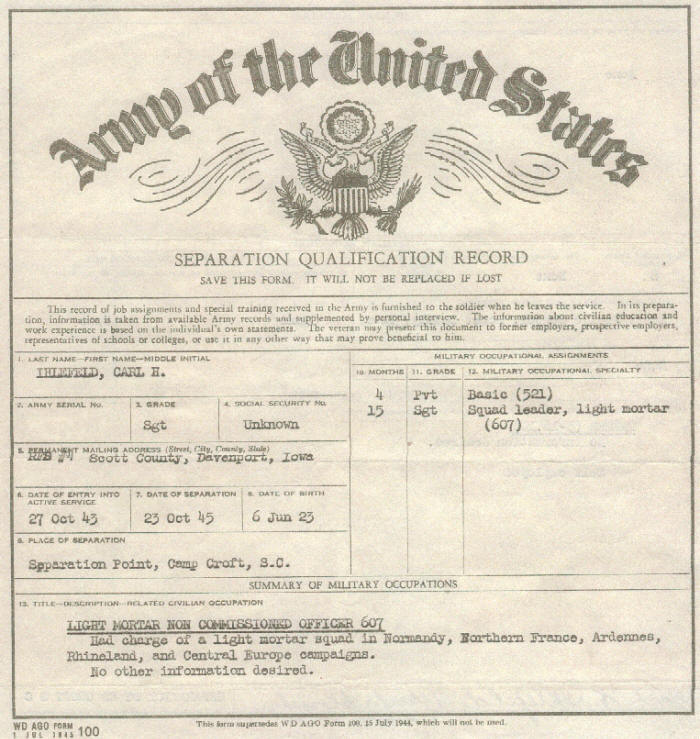 Army of the United States
SEPARATION QUALIFICATION RECORD
SAVE THIS FORM. IT WILL NOT BE REPLACED IF LOST
This record of job assignments and special training received in the Army is furnished to the soldier when he leaves the service. In its prepara-
tion, information is taken from available Army records and supplemented by personal interview. The information about civilian education and
work experience is based on the individual's own statements. The veteran may present this document to former employers, prospective employers,
representatives of schools or colleges, or use it in any other way that may prove beneficial to him.
1. LAST NAME—FIRST NAME—MIDDLE INITIAL
IHLEFELD, CARL H.
2. ARMY SERIAL No.
3. GRADE
4. SOCIAL SECURITY No.
Sgt
Unknown
5. PERMANENT MAILING ADDRESS (Street, City, County, State)
Scott County, Davenport, Iowa
6. DATE OF ENTRY INTO ACTIVE SERVICE
7. DATE OF SEPARATION
8. DATE OF BIRTH
27 Oct 43
23 Oct 45
6 Jun 23
9. PLACE OF SEPARATION
Separation Point, Camp Croft, S.C.
MILITARY OCCUPATIONAL ASSIGNMENTS
10. MONTHS
11. GRADE
12. MILITARY OCCUPATIONAL SPECIALTY
4 Pvt Basic (521)
15 Sgt Squad leader, light mortar
(607)
SUMMARY OF MILITARY OCCUPATIONS
13. TITLE—DESCRIPTION—RELATED CIVILIAN OCCUPATION
LIGHT MORTAR NON COMMISSIONED OFFICER 607
Had charge of a light mortar squad in Normandy, Northern France, Ardennes,
Rhineland, and Central Europe campaigns.
No other information desired.
WD AGO FORM 100
1 JUL 1945
This form supersedes WD AGO Form 100, 15 July 1944, which will not be used.